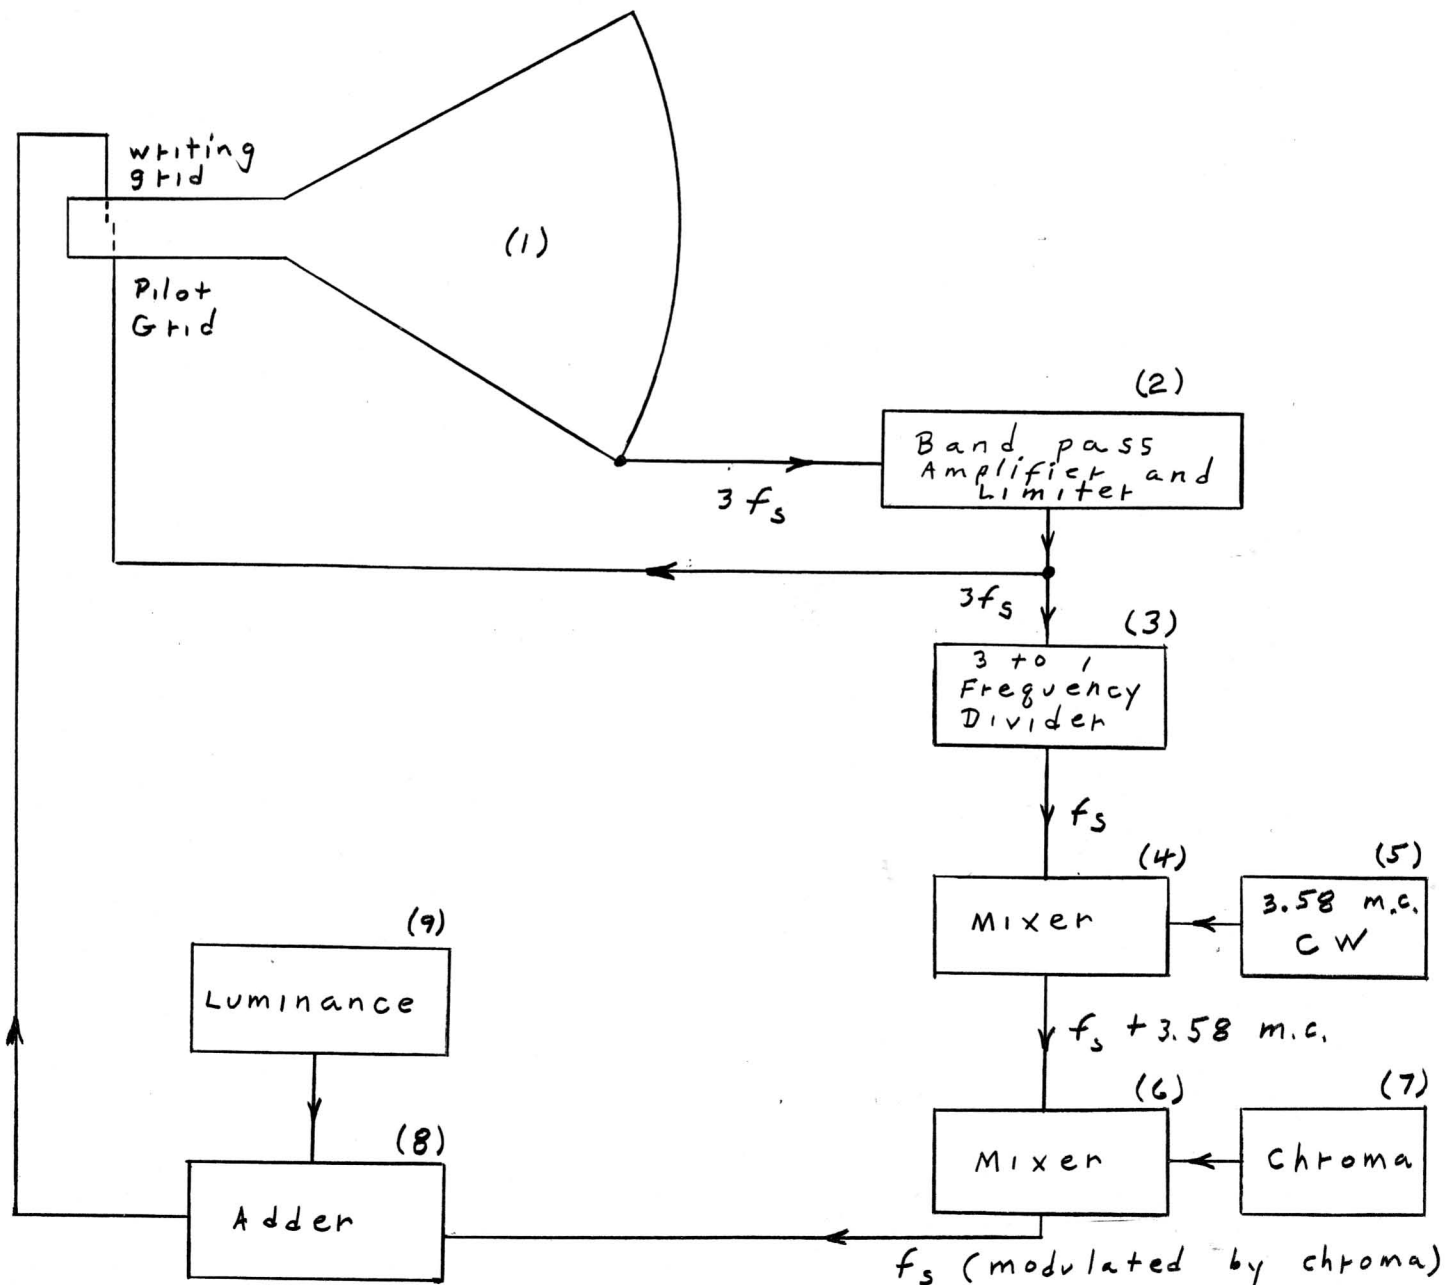 writing
grid
(1)
Pilot
Grid
(2)
Band pass
Amplifier and
Limiter
3 fs
3fs
(3)
3 to 1
Frequency
Divider
fs
(4)
Mixer
(5)
3.58 m.c.
CW
(9)
Luminance
fs + 3.58 m.c.
(6)
Mixer
(7)
Chroma
(8)
Adder
fs (modulated by chroma)